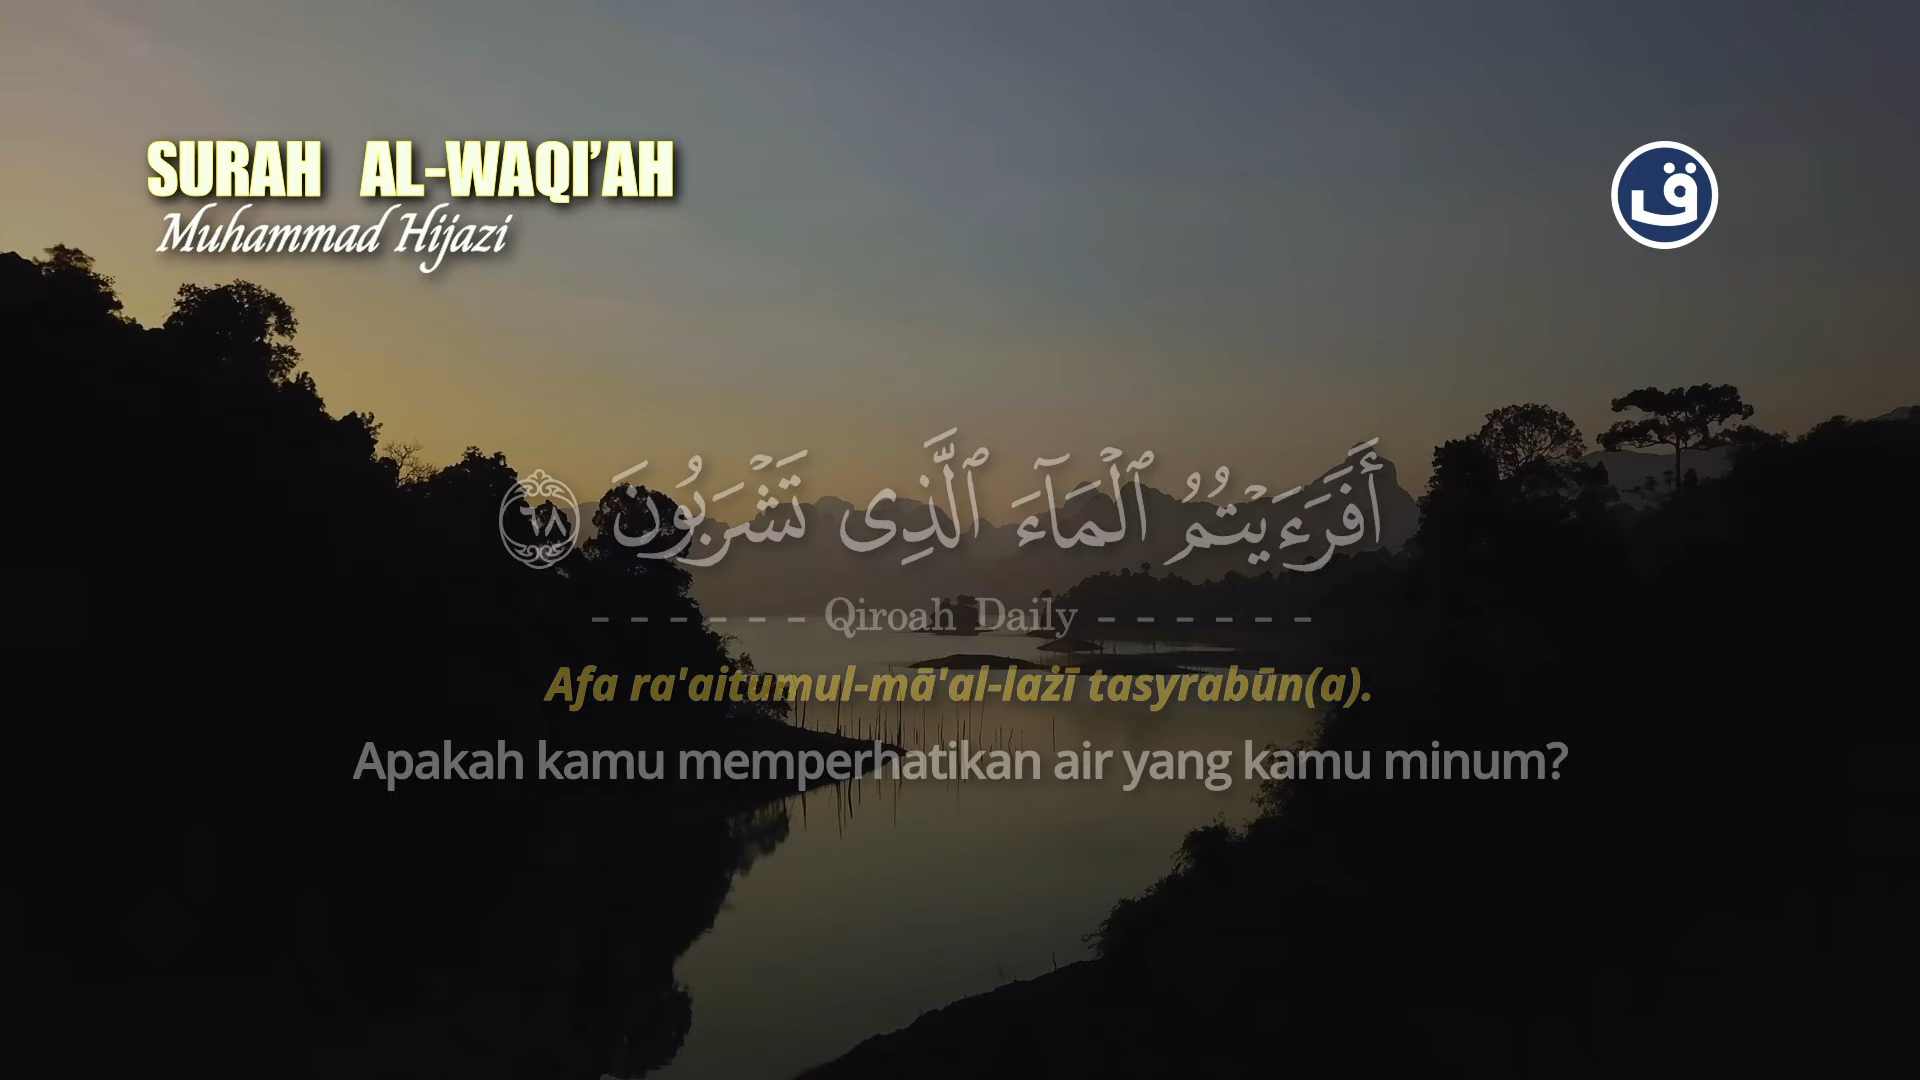 SURAH AL-WAQI’AH
Muhammad Hijazi
ق
أَفَرَءَيْتُمُ ٱلْمَآءَ ٱلَّذِى تَشْرَبُونَ ٦٨
- - - - - - Qiroah Daily - - - - - -
Afa ra'aitumul-mā'al-lażī tasyrabūn(a).
Apakah kamu memperhatikan air yang kamu minum?